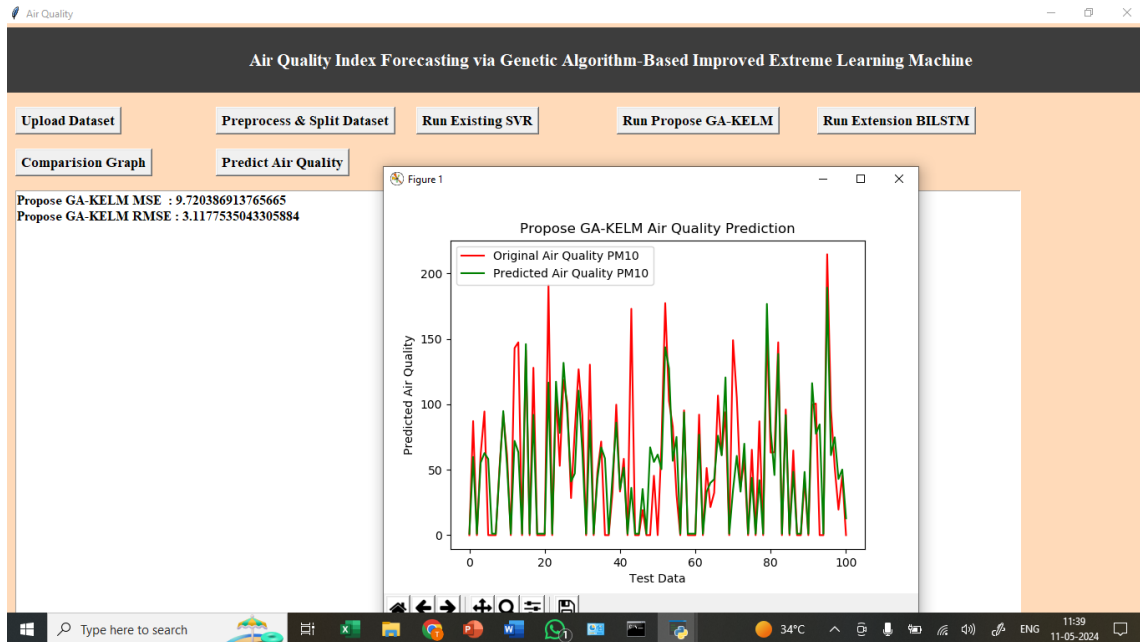 Air Quality
Air Quality Index Forecasting via Genetic Algorithm-Based Improved Extreme Learning Machine
Upload Dataset
Preprocess & Split Dataset
Run Existing SVR
Run Propose GA-KELM
Run Extension BILSTM
Comparision Graph
Predict Air Quality
Propose GA-KELM MSE : 9.720386913765665
Propose GA-KELM RMSE : 3.1177535043305884
Figure 1
Propose GA-KELM Air Quality Prediction
Original Air Quality PM10
Predicted Air Quality PM10
Predicted Air Quality
200
150
100
50
0
0 20 40 60 80 100
Test Data
Type here to search
34°C
ENG
11:39
11-05-2024